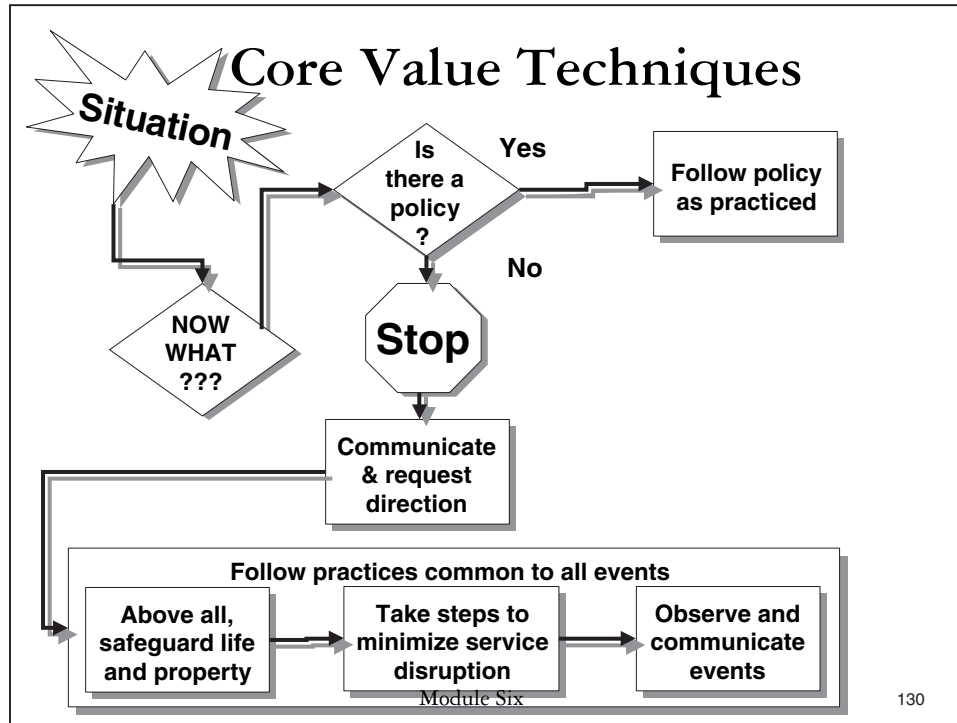 Core Value Techniques
Situation
NOW
WHAT
???
Is
there a
policy
?
Yes
Follow policy
as practiced
No
Stop
Communicate
& request
direction
Follow practices common to all events
Above all,
safeguard life
and property
Take steps to
minimize service
disruption
Observe and
communicate
events
Module Six
130